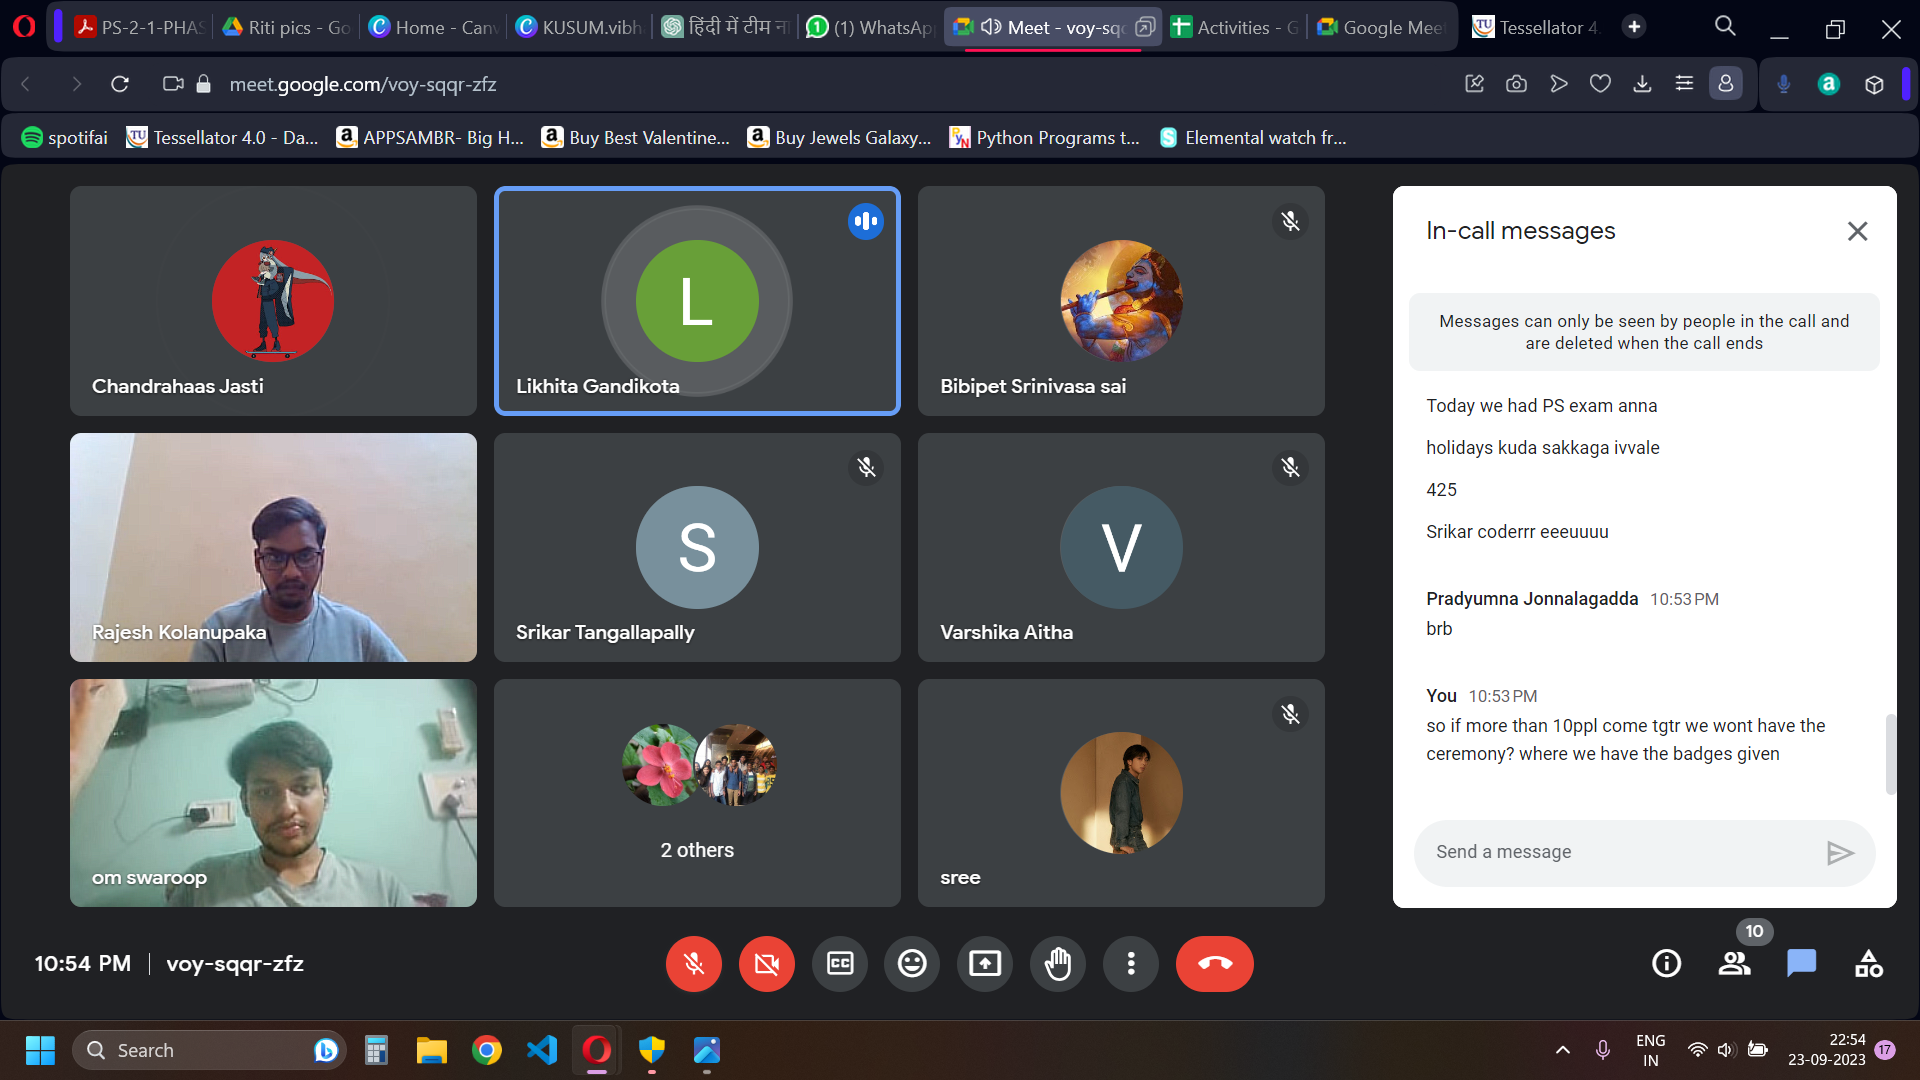 PS-2-1-PHAS
Riti pics - Go
Home - Canv
KUSUM.vibh
हिंदी में टीम ना
(1) WhatsApp
Meet - voy-sqq
Activities - G
Google Meet
Tessellator 4.
meet.google.com/voy-sqqr-zfz
spotifai
Tessellator 4.0 - Da...
APPSAMBR- Big H...
Buy Best Valentine...
Buy Jewels Galaxy...
Python Programs t...
Elemental watch fr...
Chandrahaas Jasti
L
Likhita Gandikota
Bibipet Srinivasa sai
Rajesh Kolanupaka
S
Srikar Tangallapally
V
Varshika Aitha
om swaroop
2 others
sree
In-call messages
Messages can only be seen by people in the call and
are deleted when the call ends
Today we had PS exam anna
holidays kuda sakkaga ivvale
425
Srikar coderrr eeeuuuu
Pradyumna Jonnalagadda 10:53 PM
brb
You 10:53 PM
so if more than 10ppl come tgtr we wont have the
ceremony? where we have the badges given
Send a message
10:54 PM | voy-sqqr-zfz
CC
10
Search
ENG
IN
22:54
23-09-2023
17